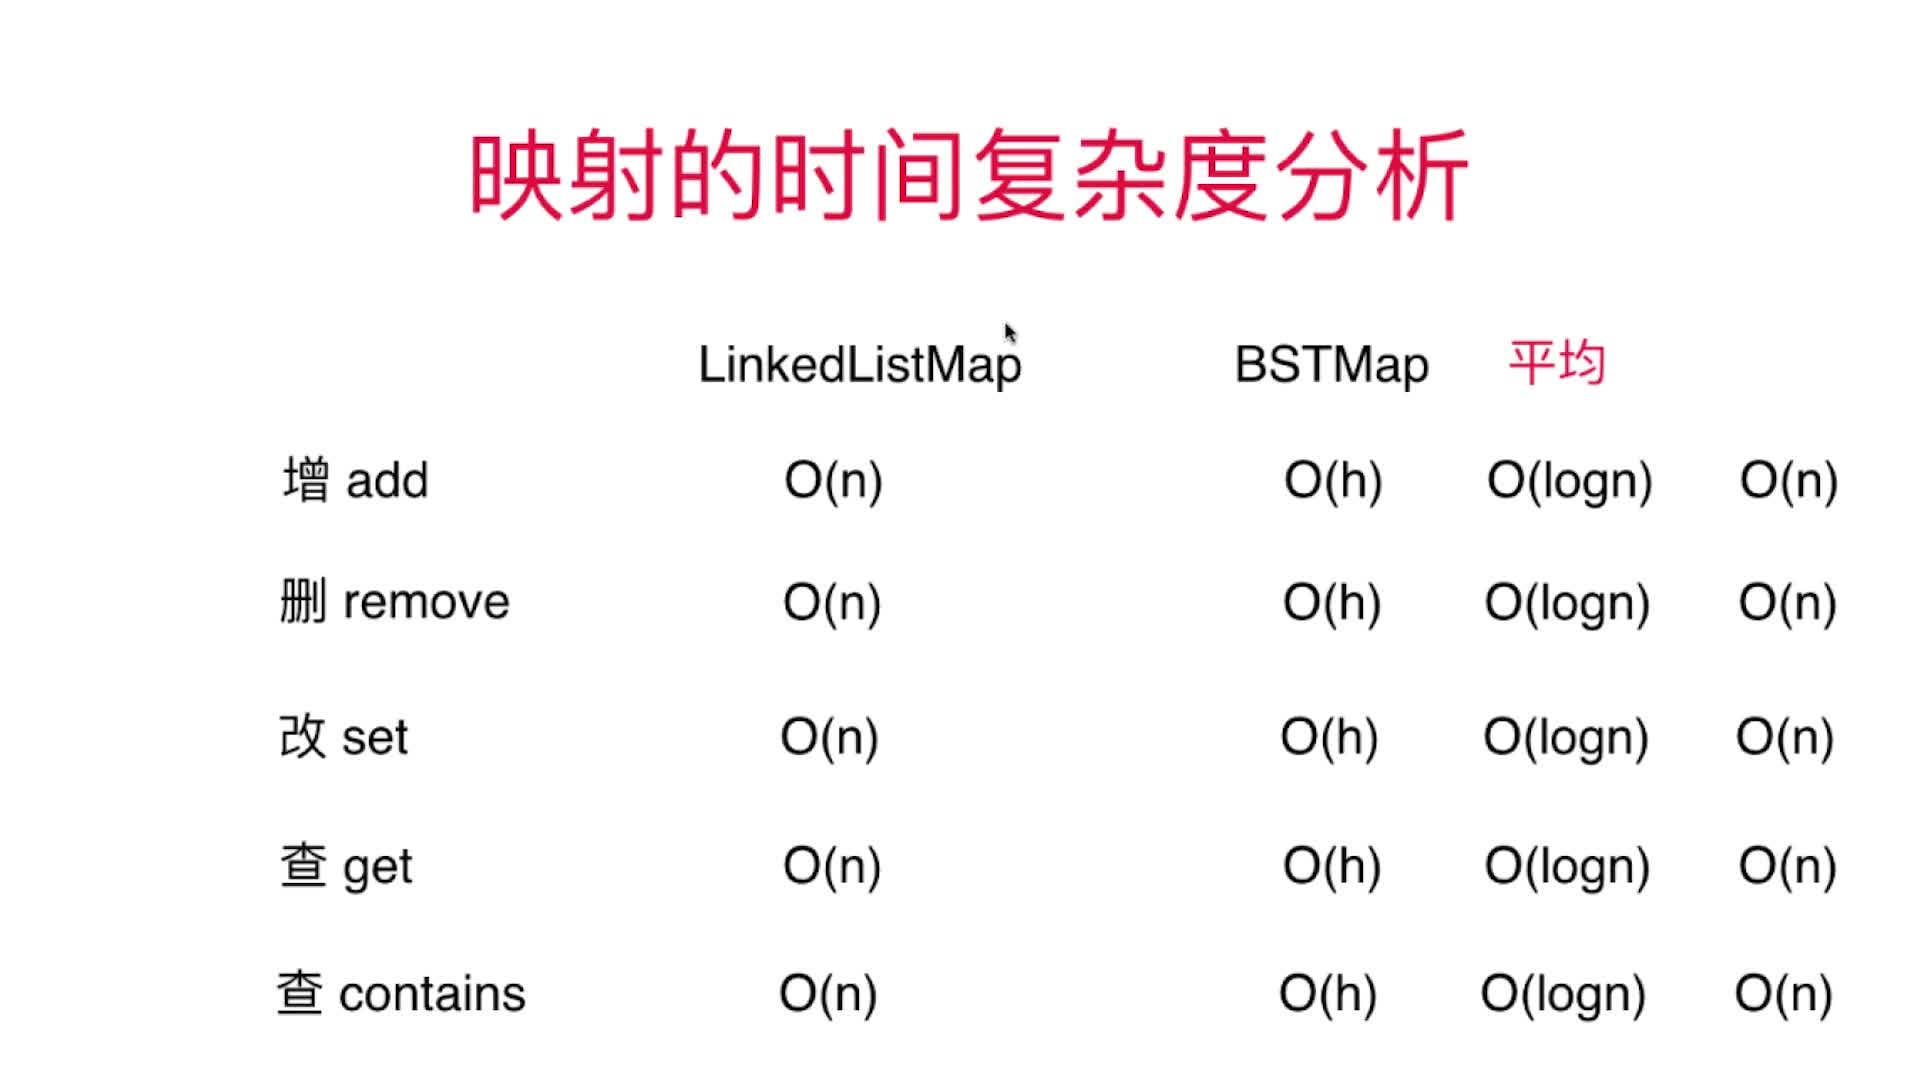 映射的时间复杂度分析
LinkedListMap BSTMap 平均
增 add O(n) O(h) O(logn) O(n)
删 remove O(n) O(h) O(logn) O(n)
改 set O(n) O(h) O(logn) O(n)
查 get O(n) O(h) O(logn) O(n)
查 contains O(n) O(h) O(logn) O(n)